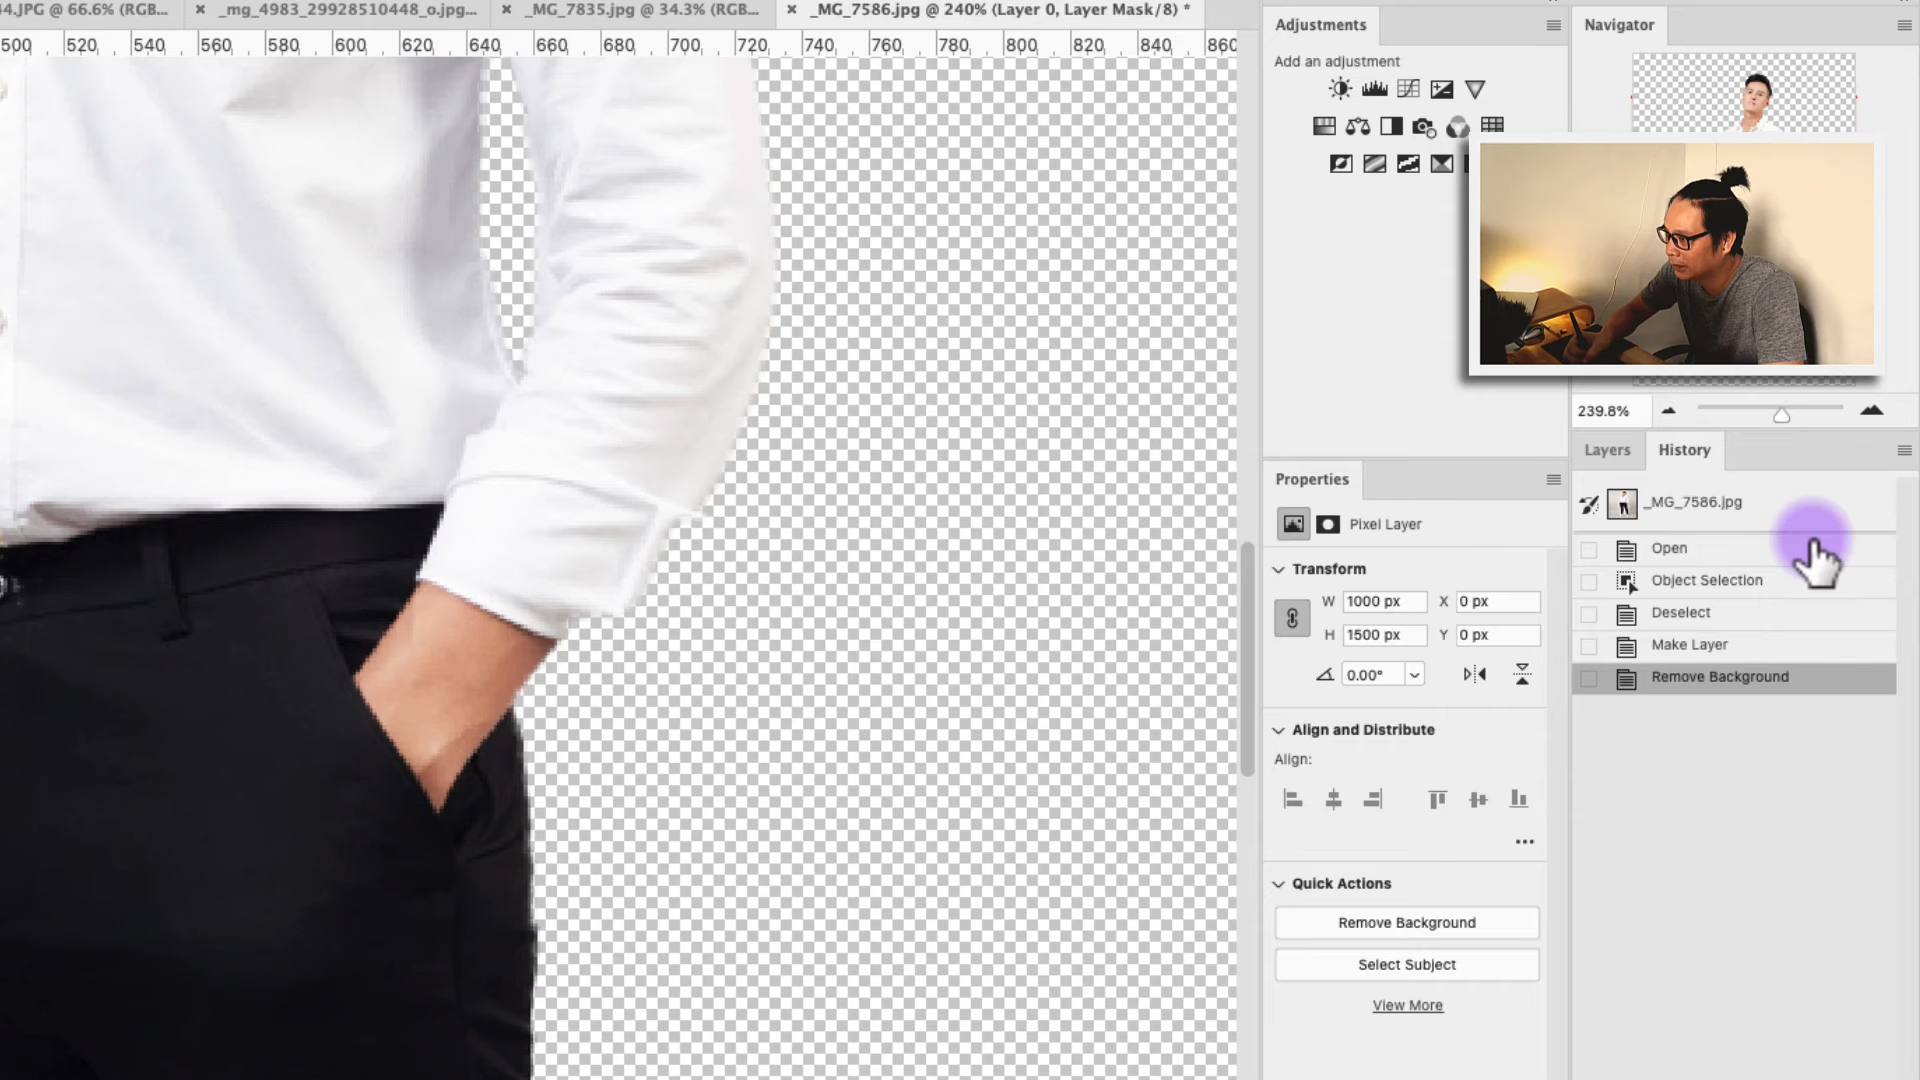 44.JPG @ 66.6% (RGB... × _mg_4983_29928510448_o.jpg... × _MG_7835.jpg @ 34.3% (RGB... × _MG_7586.jpg @ 240% (Layer 0, Layer Mask/8) *
500 520 540 560 580 600 620 640 660 680 700 720 740 760 780 800 820 840 860
Adjustments
Add an adjustment
Navigator
239.8%
Layers History
_MG_7586.jpg
Open
Object Selection
Deselect
Make Layer
Remove Background
Properties
Pixel Layer
Transform
W 1000 px X 0 px
H 1500 px Y 0 px
0.00°
Align and Distribute
Align:
Quick Actions
Remove Background
Select Subject
View More